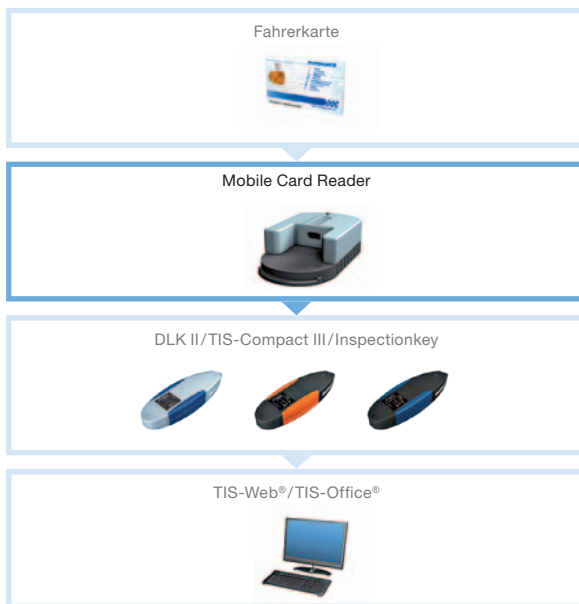 Fahrerkarte
Mobile Card Reader
DLK II/TIS-Compact III/Inspectionkey
TIS-Web®/TIS-Office®